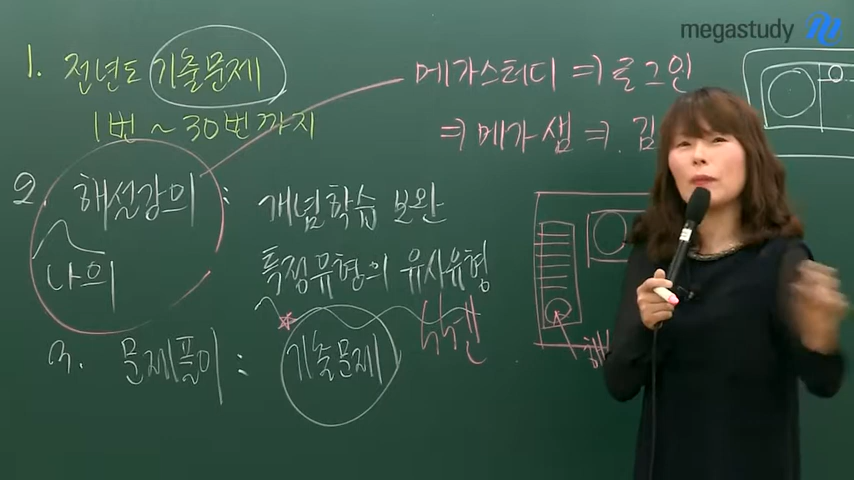 megastudy
1. 전년도 기출문제
1번 ~ 30번까지
메가스터디 ⇒ 로그인
⇒ 메가샘 ⇒ 김
2. 해설강의 : 개념학습 보완
나의
특정유형의 유사유형
3. 문제풀이 : 기출문제